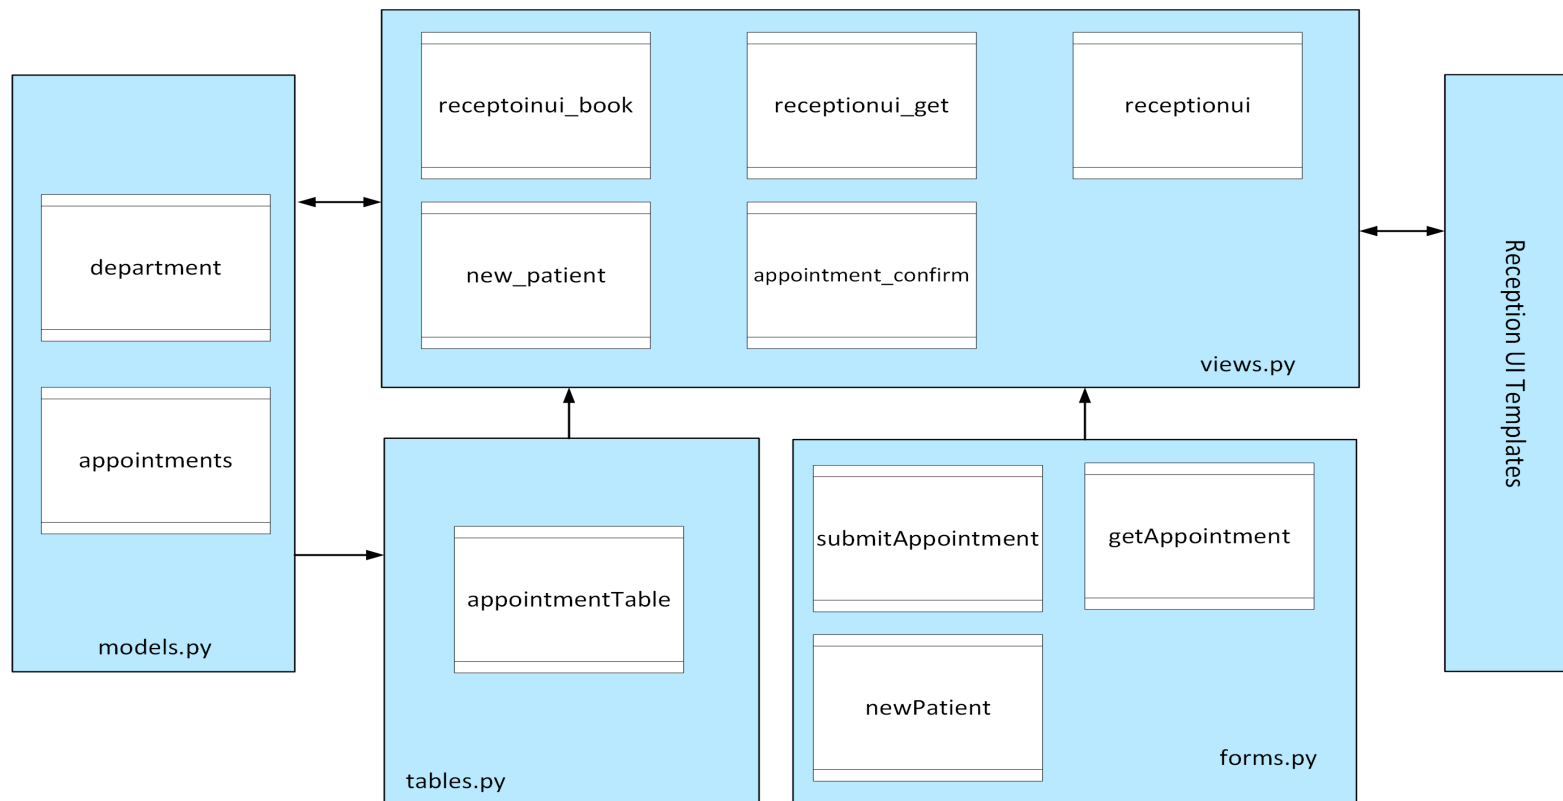 receptoinui_book
receptionui_get
receptionui
new_patient
appointment_confirm
views.py
department
appointments
models.py
Reception UI Templates
appointmentTable
tables.py
submitAppointment
getAppointment
newPatient
forms.py